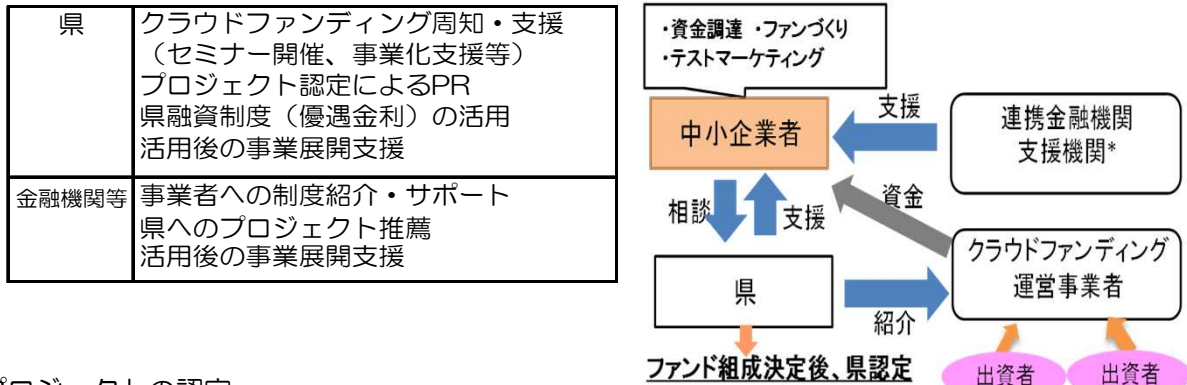 県
クラウドファンディング周知・支援
（セミナー開催、事業化支援等）
プロジェクト認定によるPR
県融資制度（優遇金利）の活用
活用後の事業展開支援
金融機関等
事業者への制度紹介・サポート
県へのプロジェクト推薦
活用後の事業展開支援
・資金調達 ・ファンづくり
・テストマーケティング
中小企業者
支援
連携金融機関
支援機関*
相談
支援
資金
クラウドファンディング
運営事業者
県
紹介
ファンド組成決定後、県認定
出資者
出資者
プロジェクトの認定